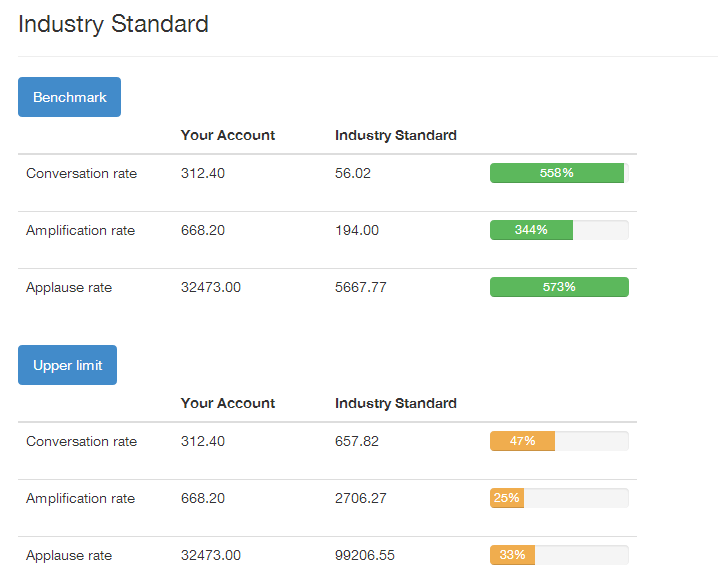 Industry Standard
Benchmark
Your Account Industry Standard
Conversation rate 312.40 56.02 558%
Amplification rate 668.20 194.00 344%
Applause rate 32473.00 5667.77 573%
Upper limit
Your Account Industry Standard
Conversation rate 312.40 657.82 47%
Amplification rate 668.20 2706.27 25%
Applause rate 32473.00 99206.55 33%